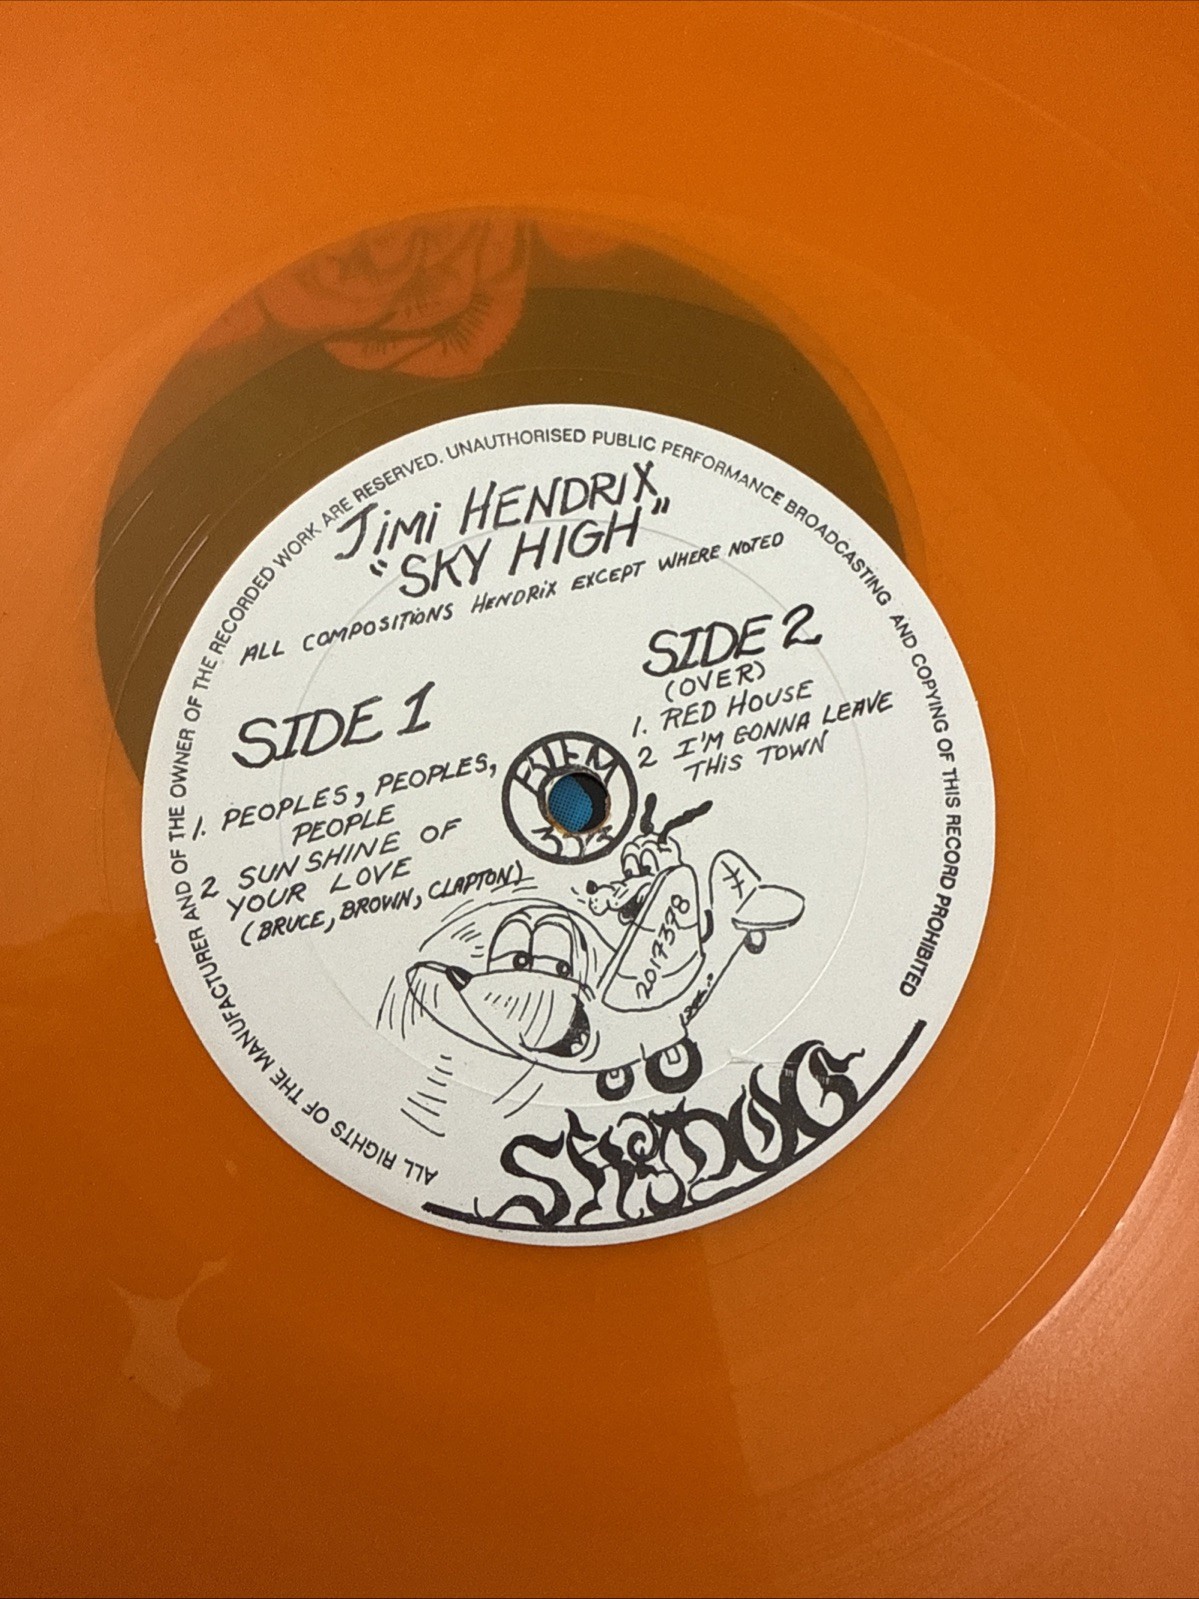 ALL RIGHTS OF THE MANUFACTURER AND OF THE OWNER OF THE RECORDED WORK ARE RESERVED. UNAUTHORISED PUBLIC PERFORMANCE BROADCASTING AND COPYING OF THIS RECORD PROHIBITED
JiMi HENDRiX
"SKY HIGH"
ALL COMPOSITIONS HENDRiX EXCEPT WHERE NOTED
SIDE 1
1. PEOPLES, PEOPLES,
PEOPLE
2 SUNSHINE OF
YOUR LOVE
(BRUCE, BROWN, CLAPTON)
SIDE 2
(OVER)
1. RED HOUSE
2 I'M GONNA LEAVE
THiS TOWN
2017378
SKYDOG